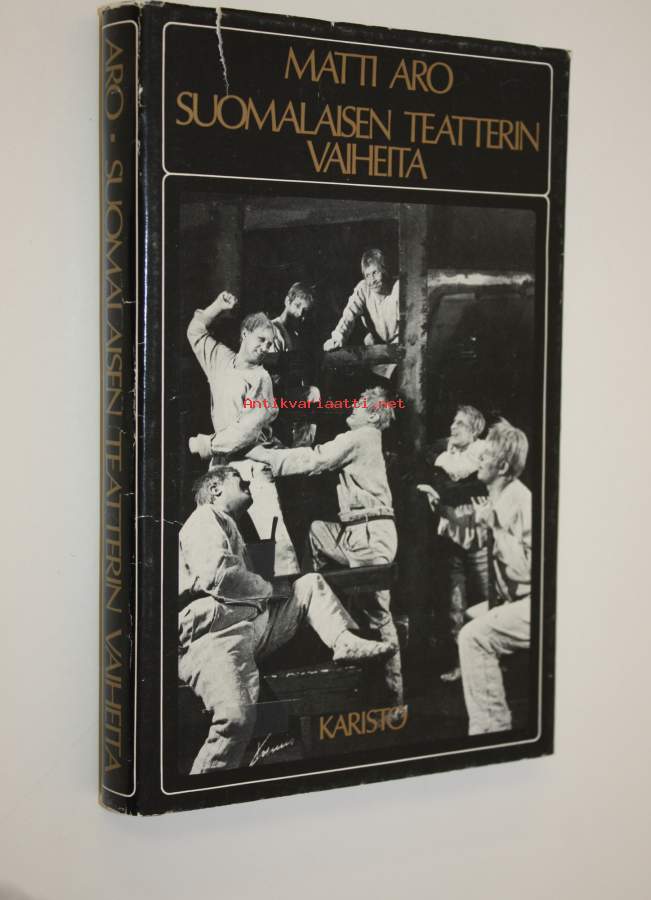 MATTI ARO
SUOMALAISEN TEATTERIN
VAIHEITA
ARO · SUOMALAISEN TEATTERIN VAIHEITA
Antikvariaatti.net
KARISTO